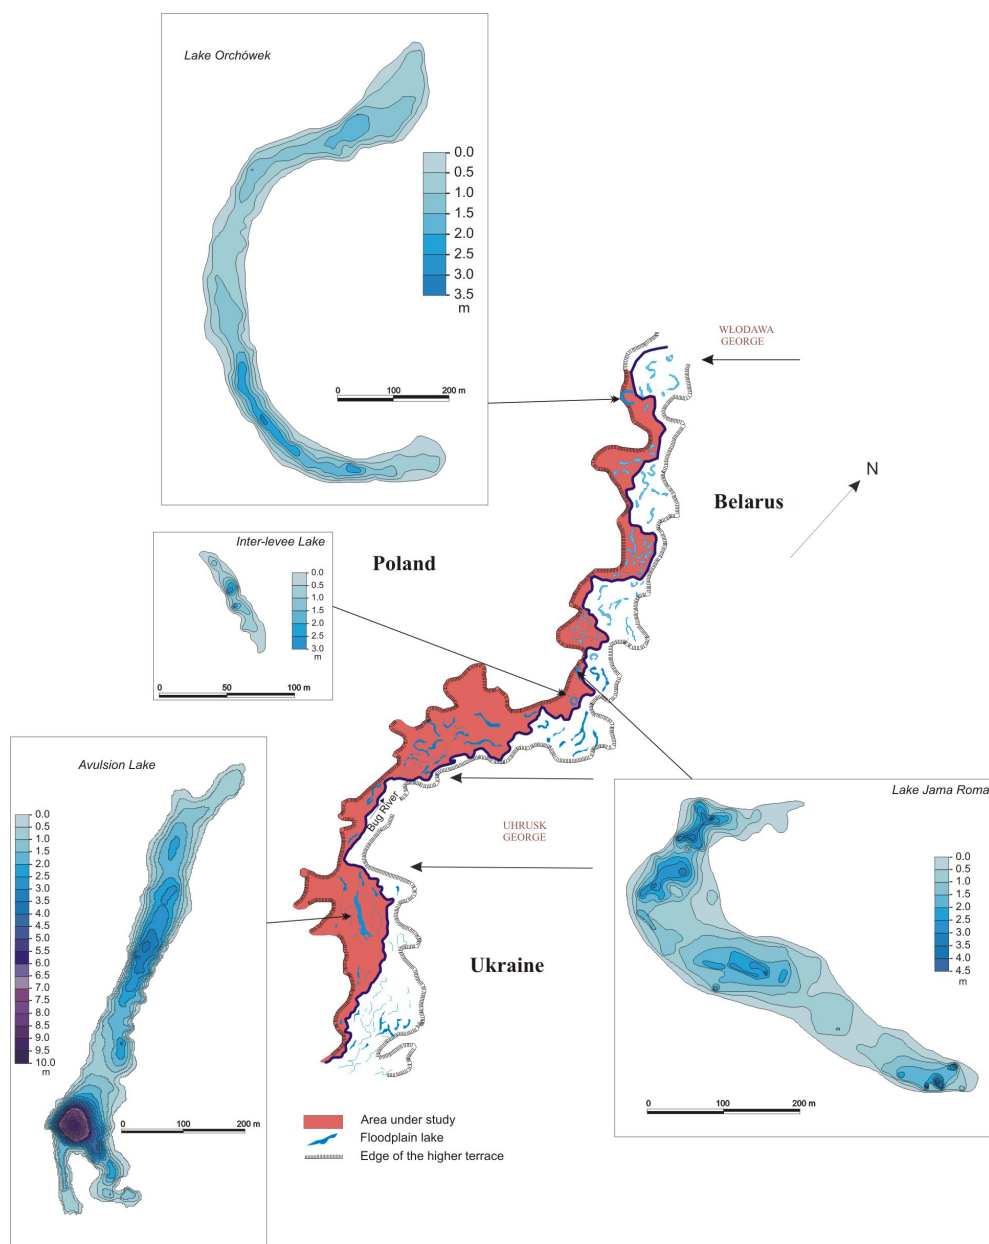 Lake Orchówek
0.0
0.5
1.0
1.5
2.0
2.5
3.0
3.5
m
0 100 200 m
WŁODAWA
GEORGE
N
Belarus
Inter-levee Lake
0.0
0.5
1.0
1.5
2.0
2.5
3.0
m
0 50 100 m
Poland
Avulsion Lake
0.0
0.5
1.0
1.5
2.0
2.5
3.0
3.5
4.0
4.5
5.0
5.5
6.0
6.5
7.0
7.5
8.0
8.5
9.0
9.5
10.0
m
0 100 200 m
Bug River
UHRUSK
GEORGE
Ukraine
Lake Jama Roma
0.0
0.5
1.0
1.5
2.0
2.5
3.0
3.5
4.0
4.5
m
0 100 200 m
Area under study
Floodplain lake
Edge of the higher terrace